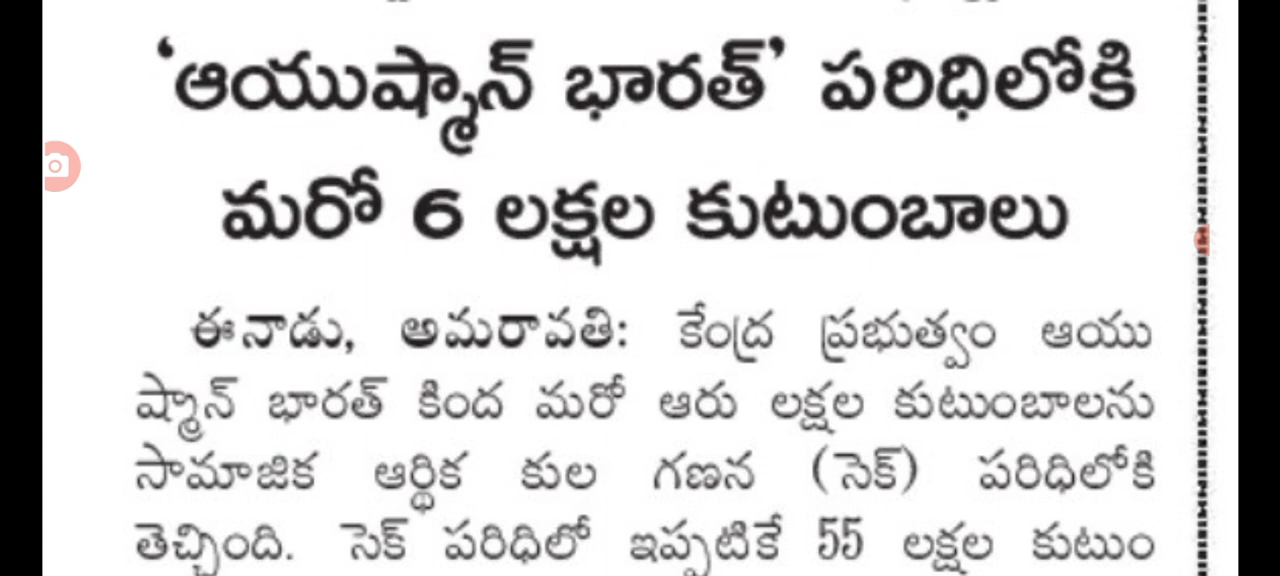 ‘ఆయుష్మాన్ భారత్’ పరిధిలోకి
మరో 6 లక్షల కుటుంబాలు
ఈనాడు, అమరావతి: కేంద్ర ప్రభుత్వం ఆయు
ష్మాన్ భారత్ కింద మరో ఆరు లక్షల కుటుంబాలను
సామాజిక ఆర్థిక కుల గణన (సెక్) పరిధిలోకి
తెచ్చింది. సెక్ పరిధిలో ఇప్పటికే 55 లక్షల కుటుం